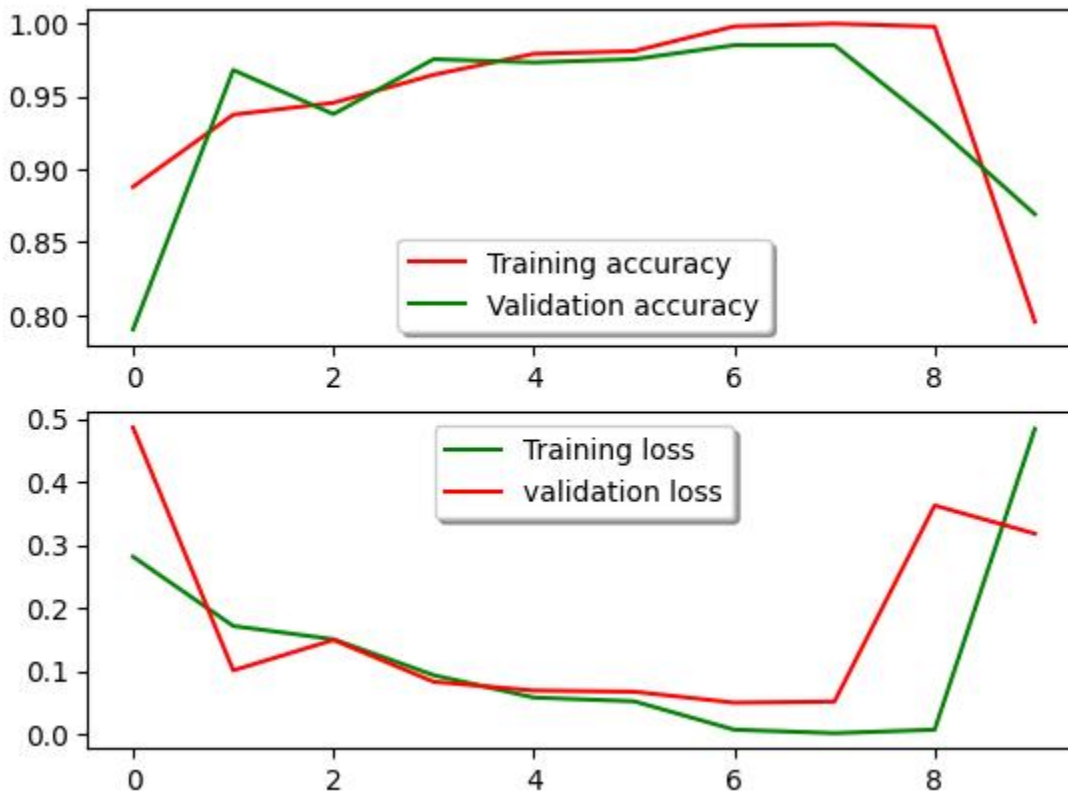 1.00
0.95
0.90
0.85
0.80
Training accuracy
Validation accuracy
0 2 4 6 8
0.5
0.4
0.3
0.2
0.1
0.0
Training loss
validation loss
0 2 4 6 8